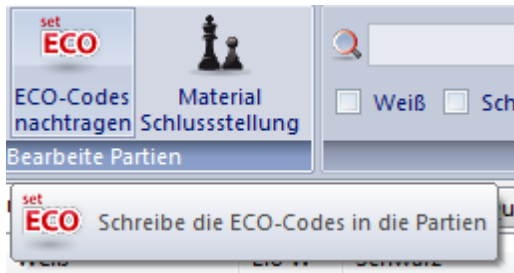 set
ECO
ECO-Codes
nachtragen
Material
Schlussstellung
Weiß
Bearbeite Partien
set
ECO
Schreibe die ECO-Codes in die Partien